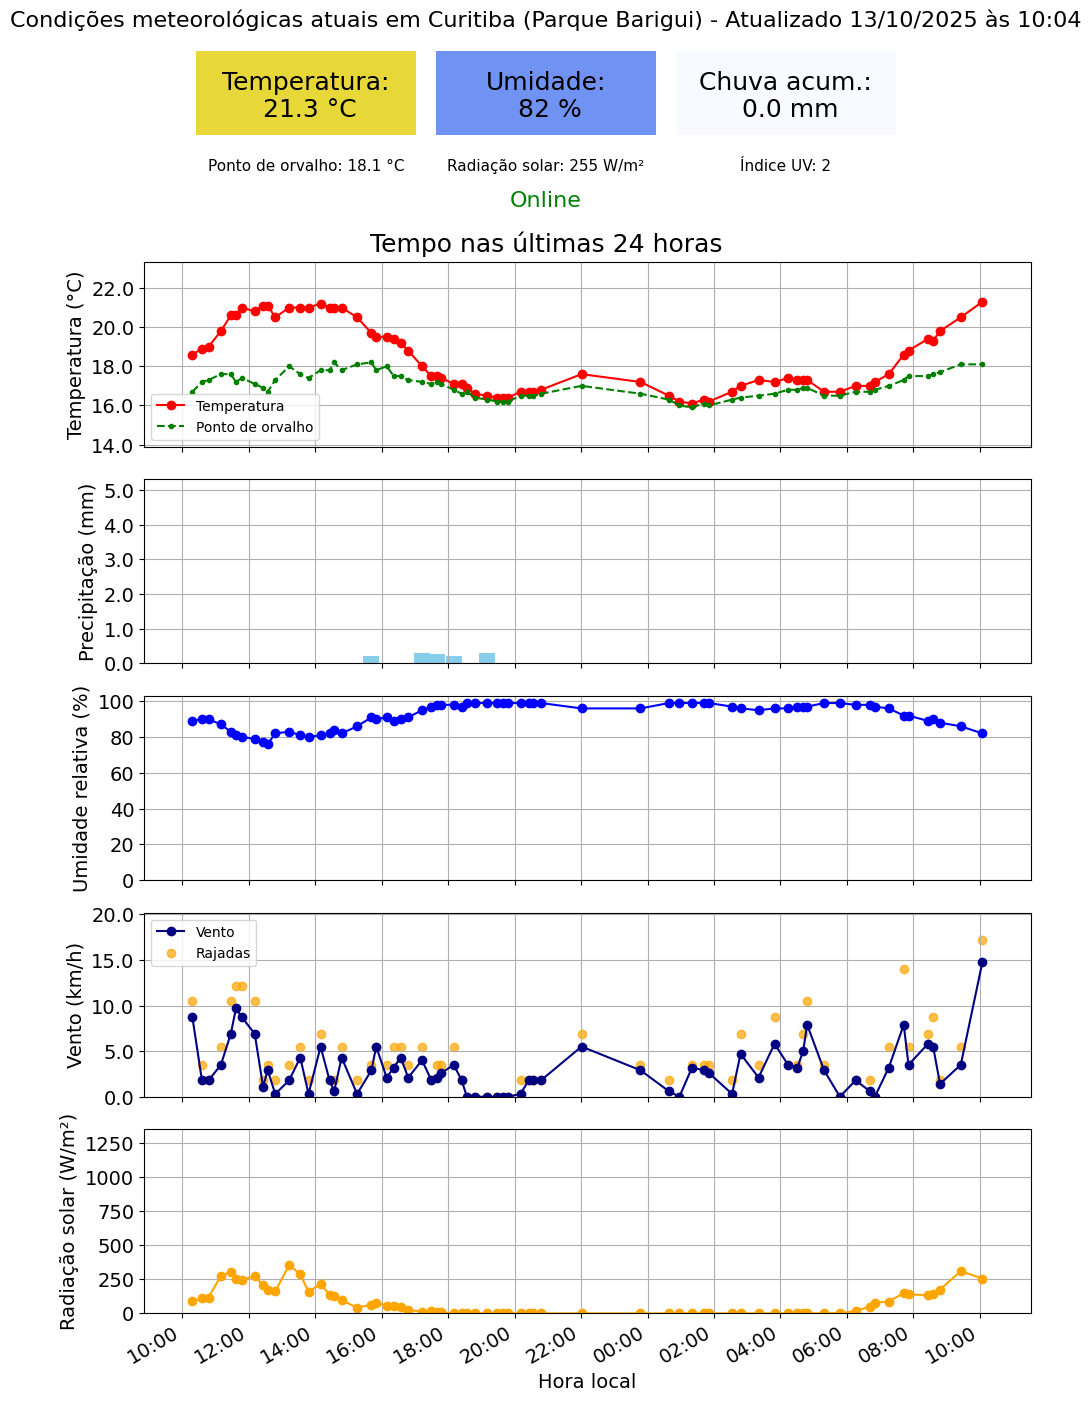 Condições meteorológicas atuais em Curitiba (Parque Barigui) - Atualizado 13/10/2025 às 10:04
Temperatura:
21.3 °C
Umidade:
82 %
Chuva acum.:
0.0 mm
Ponto de orvalho: 18.1 °C
Radiação solar: 255 W/m²
Índice UV: 2
Online
Tempo nas últimas 24 horas
Temperatura (°C)
22.0
20.0
18.0
16.0
14.0
Temperatura
Ponto de orvalho
Precipitação (mm)
5.0
4.0
3.0
2.0
1.0
0.0
Umidade relativa (%)
100
80
60
40
20
0
Vento (km/h)
20.0
15.0
10.0
5.0
0.0
Vento
Rajadas
Radiação solar (W/m²)
1250
1000
750
500
250
0
10:00
12:00
14:00
16:00
18:00
20:00
22:00
00:00
02:00
04:00
06:00
08:00
10:00
Hora local